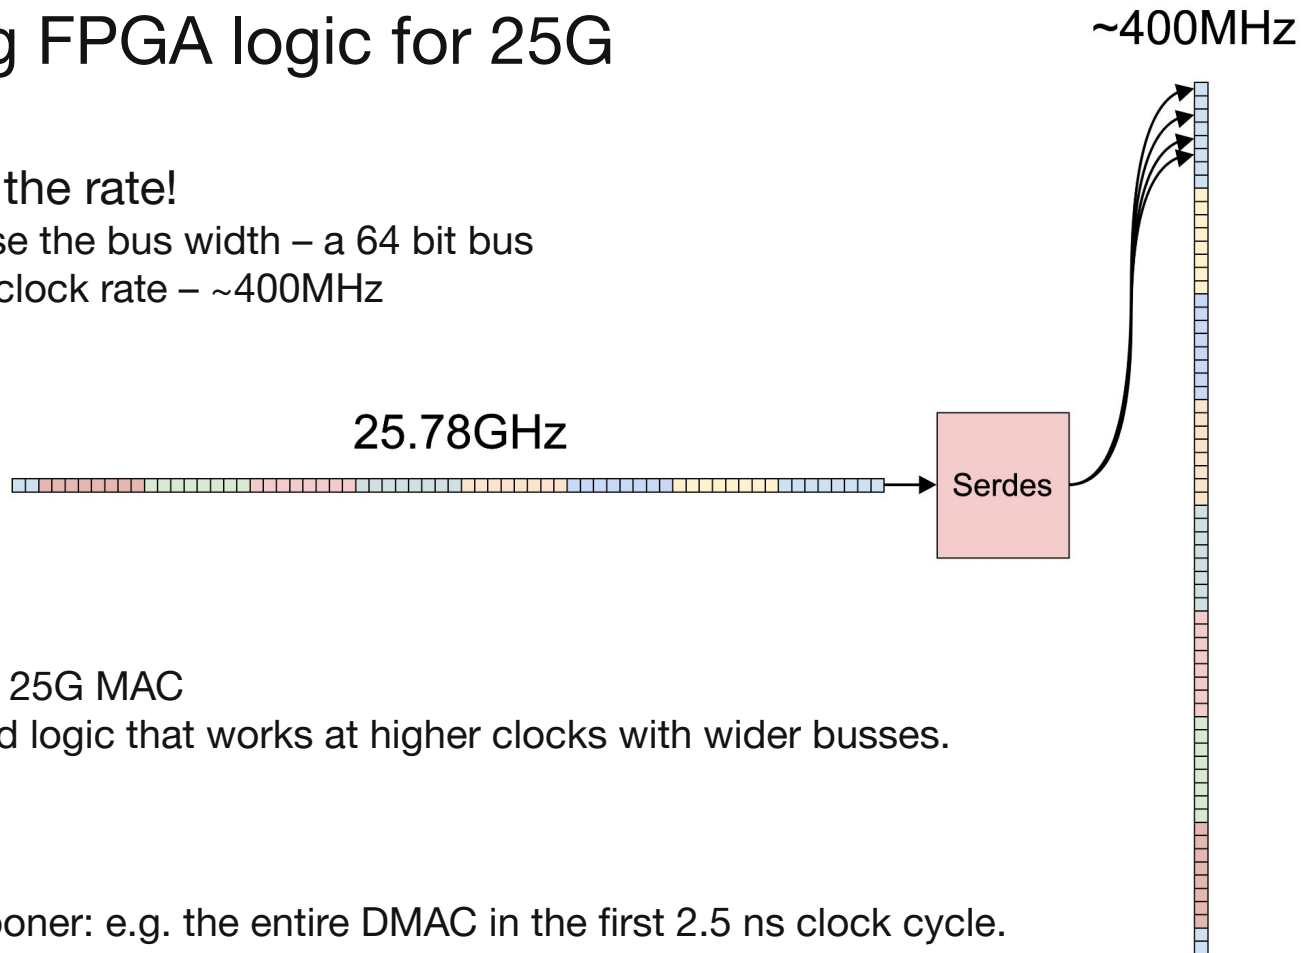 g FPGA logic for 25G
~400MHz
the rate!
se the bus width – a 64 bit bus
clock rate – ~400MHz
25.78GHz
Serdes
25G MAC
d logic that works at higher clocks with wider busses.
ooner: e.g. the entire DMAC in the first 2.5 ns clock cycle.